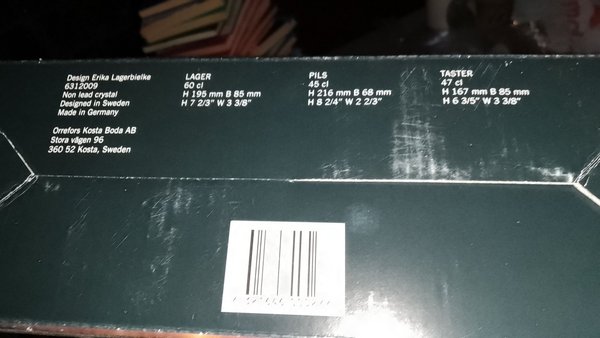 Design Erika Lagerbielke
6312009
Non lead crystal
Designed in Sweden
Made in Germany
Orrefors Kosta Boda AB
Stora vägen 96
360 52 Kosta, Sweden
LAGER
60 cl
H 195 mm B 85 mm
H 7 2/3" W 3 3/8"
PILS
45 cl
H 216 mm B 68 mm
H 8 2/4" W 2 2/3"
TASTER
47 cl
H 167 mm B 85 mm
H 6 3/5" W 3 3/8"